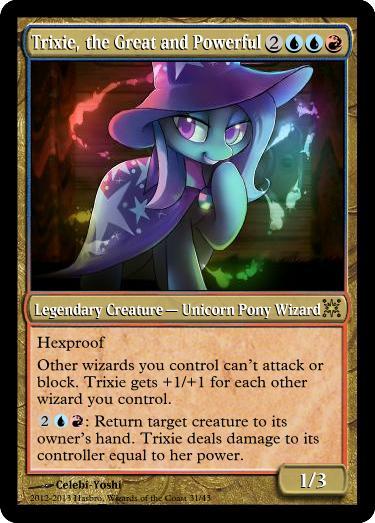 Trixie, the Great and Powerful 2
Legendary Creature — Unicorn Pony Wizard
Hexproof
Other wizards you control can't attack or
block. Trixie gets +1/+1 for each other
wizard you control.
2 : Return target creature to its
owner's hand. Trixie deals damage to its
controller equal to her power.
1/3
Celebi-Yoshi
2012-2013 Hasbro, Wizards of the Coast 31/43